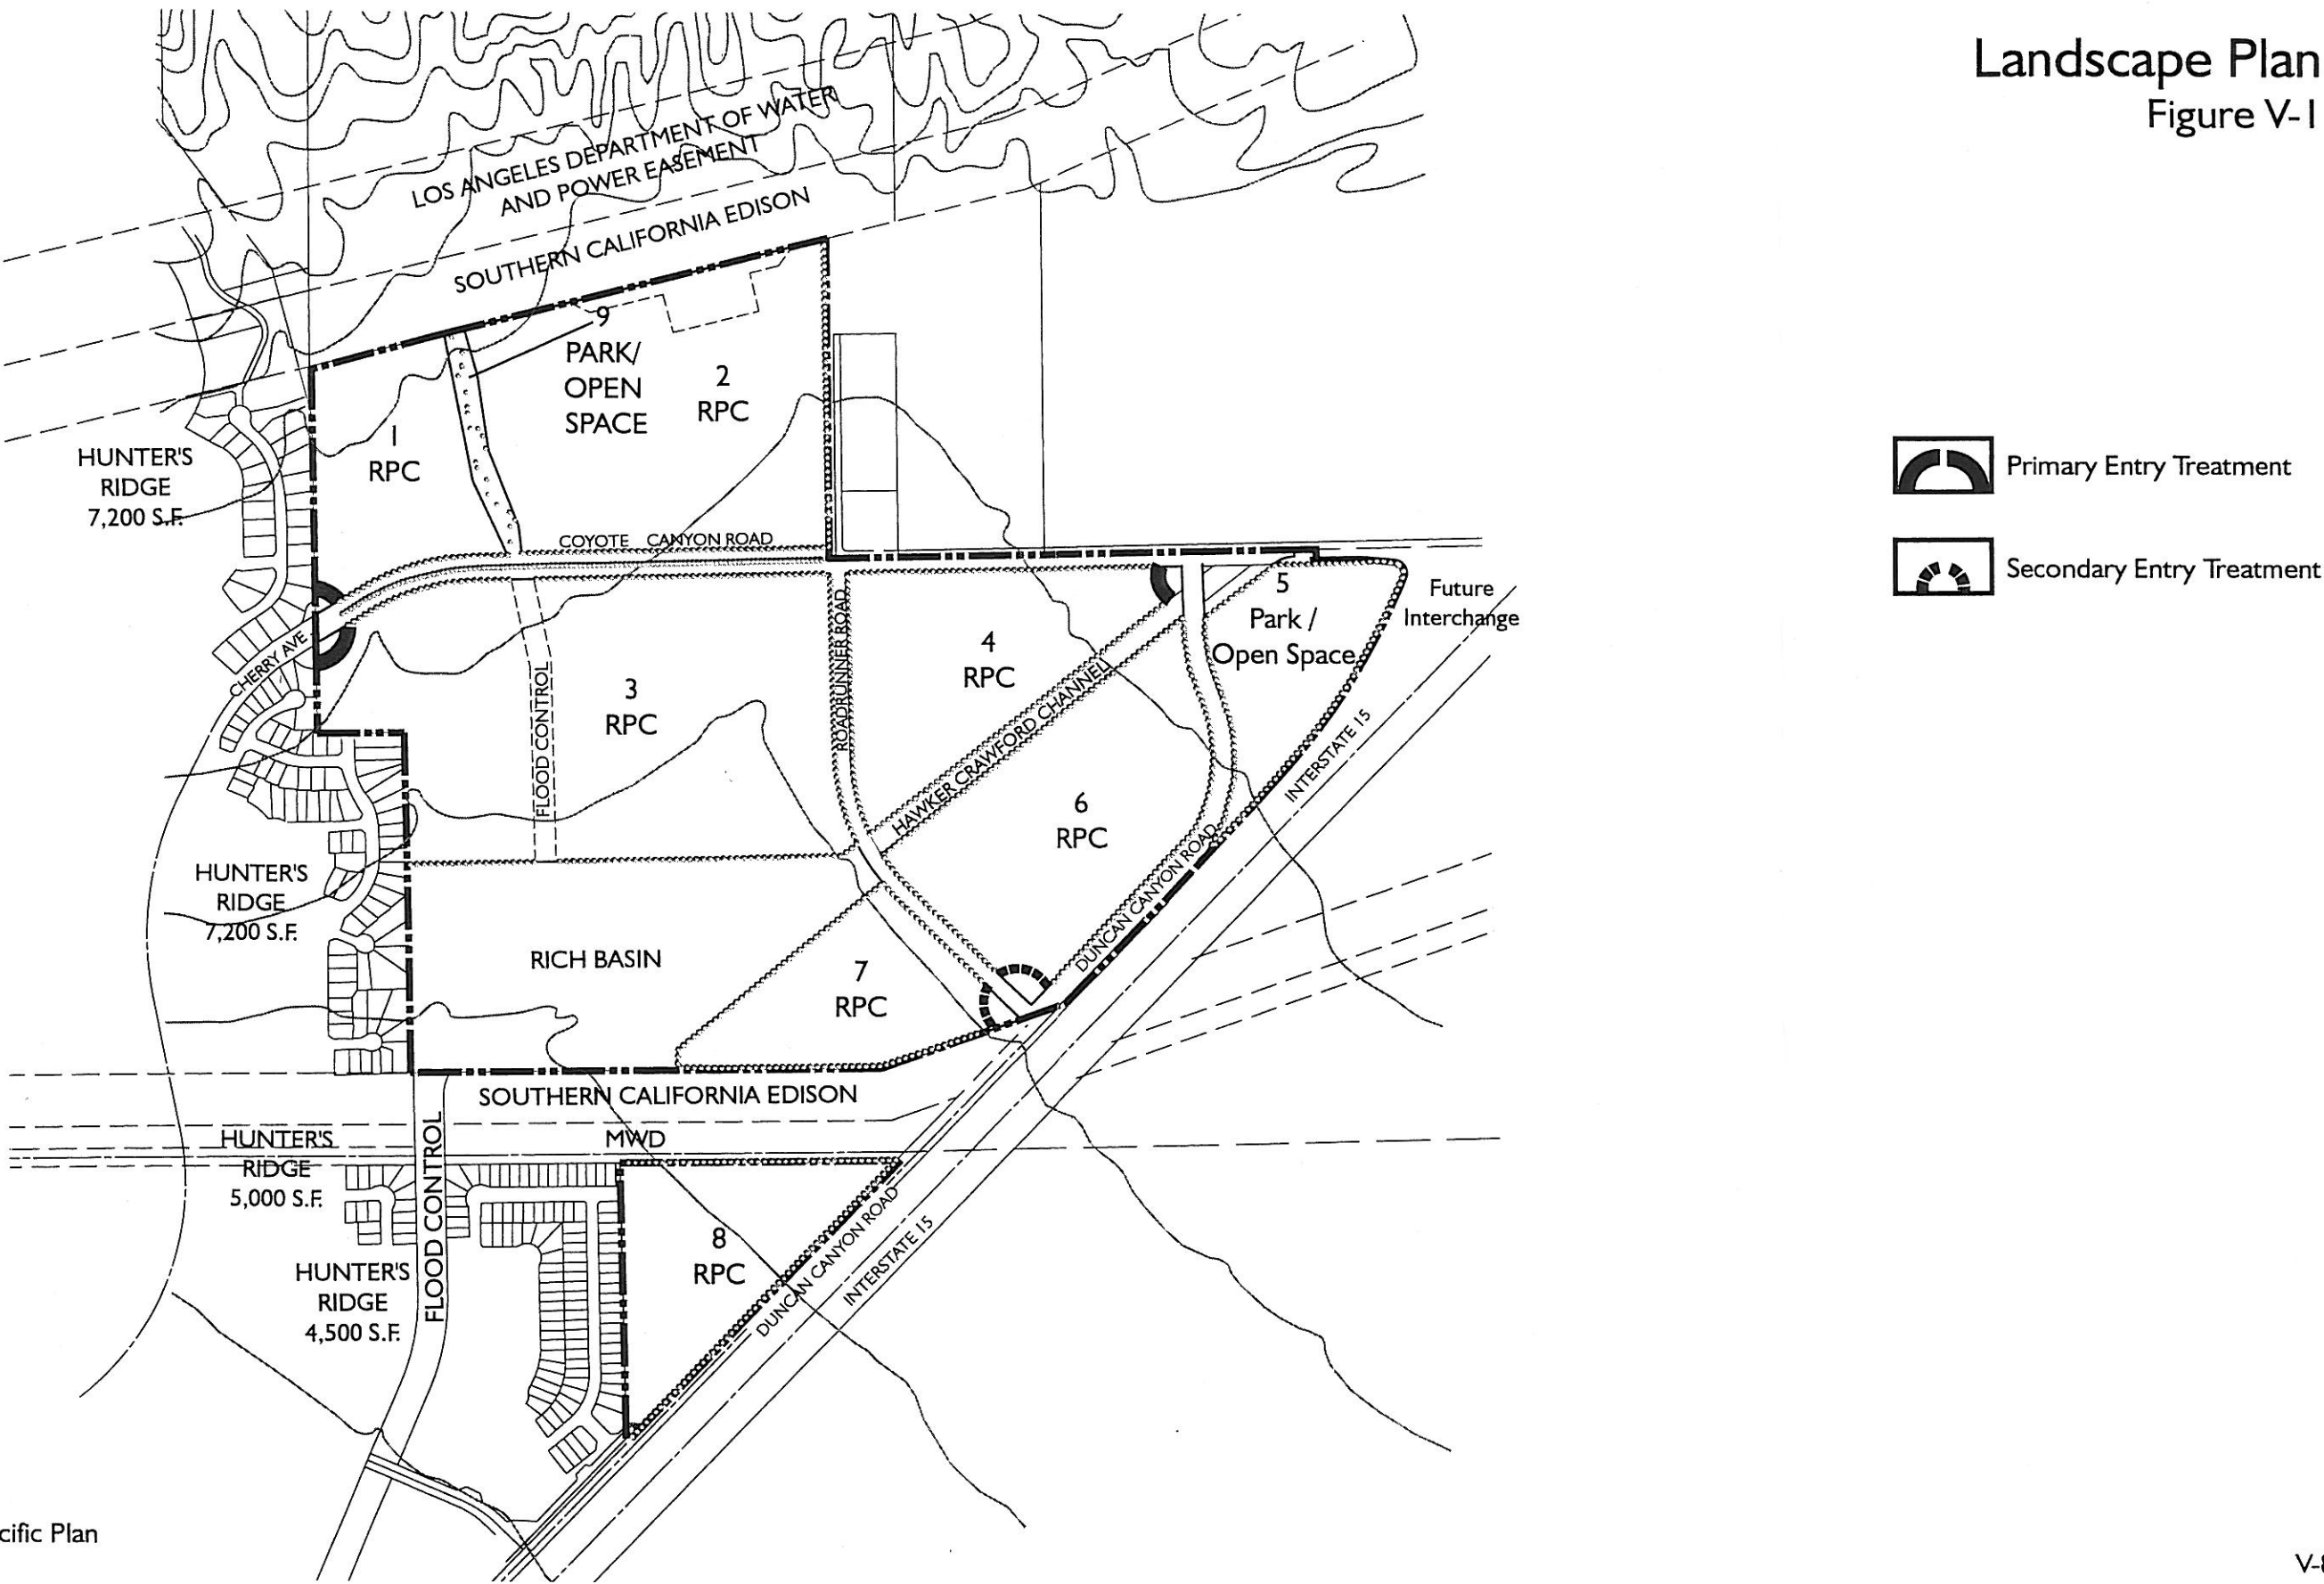 Landscape Plan
Figure V-1
LOS ANGELES DEPARTMENT OF WATER
AND POWER EASEMENT
SOUTHERN CALIFORNIA EDISON
9
PARK/
OPEN
SPACE
2
RPC
1
RPC
HUNTER'S
RIDGE
7,200 S.F.
Primary Entry Treatment
Secondary Entry Treatment
COYOTE CANYON ROAD
5
Park /
Open Space
Future
Interchange
CHERRY AVE.
3
RPC
FLOOD CONTROL
ROADRUNNER ROAD
4
RPC
HAWKER CRAWFORD CHANNEL
INTERSTATE 15
6
RPC
HUNTER'S
RIDGE
7,200 S.F.
RICH BASIN
7
RPC
DUNCAN CANYON ROAD
SOUTHERN CALIFORNIA EDISON
MWD
HUNTER'S
RIDGE
5,000 S.F.
FLOOD CONTROL
8
RPC
DUNCAN CANYON ROAD
INTERSTATE 15
HUNTER'S
RIDGE
4,500 S.F.
cific Plan
V-8